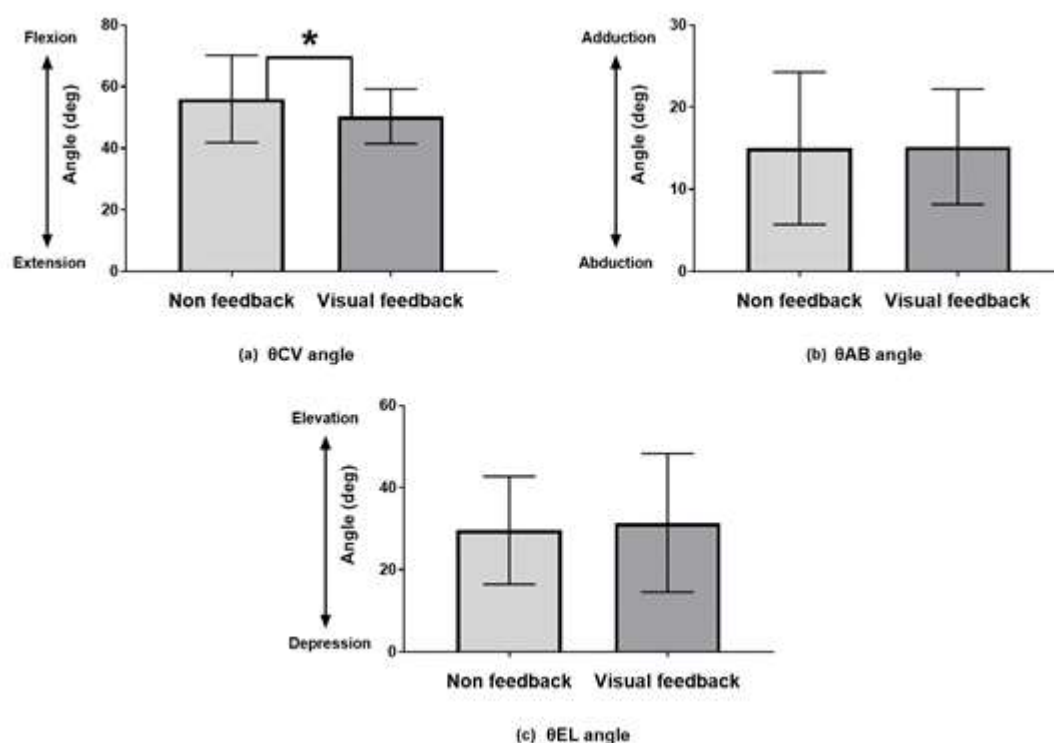 Flexion
Extension
Angle (deg)
80
60
40
20
0
*
Non feedback Visual feedback
(a) θCV angle
Adduction
Abduction
Angle (deg)
30
20
10
0
Non feedback Visual feedback
(b) θAB angle
Elevation
Depression
Angle (deg)
60
40
20
0
Non feedback Visual feedback
(c) θEL angle